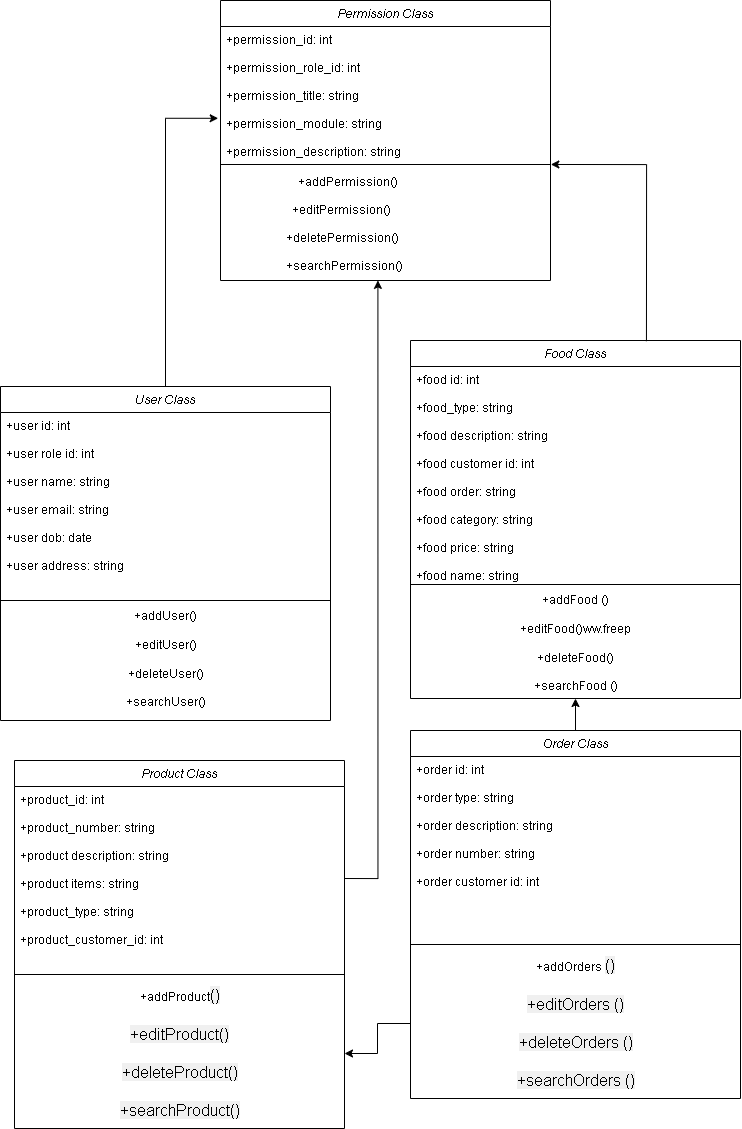 Permission Class
+permission_id: int
+permission_role_id: int
+permission_title: string
+permission_module: string
+permission_description: string
+addPermission()
+editPermission()
+deletePermission()
+searchPermission()
User Class
+user id: int
+user role id: int
+user name: string
+user email: string
+user dob: date
+user address: string
+addUser()
+editUser()
+deleteUser()
+searchUser()
Food Class
+food id: int
+food_type: string
+food description: string
+food customer id: int
+food order: string
+food category: string
+food price: string
+food name: string
+addFood ()
+editFood()ww.freep
+deleteFood()
+searchFood ()
Product Class
+product_id: int
+product_number: string
+product description: string
+product items: string
+product_type: string
+product_customer_id: int
+addProduct()
+editProduct()
+deleteProduct()
+searchProduct()
Order Class
+order id: int
+order type: string
+order description: string
+order number: string
+order customer id: int
+addOrders ()
+editOrders ()
+deleteOrders ()
+searchOrders ()